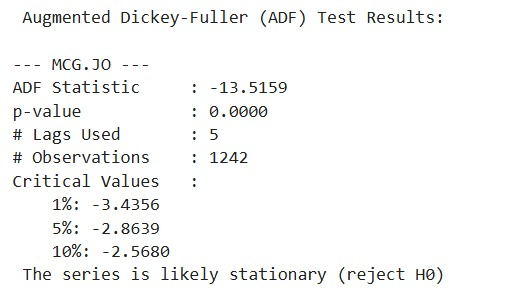 Augmented Dickey-Fuller (ADF) Test Results:
--- MCG.JO ---
ADF Statistic     : -13.5159
p-value           : 0.0000
# Lags Used       : 5
# Observations    : 1242
Critical Values   :
    1%: -3.4356
    5%: -2.8639
    10%: -2.5680
The series is likely stationary (reject H0)